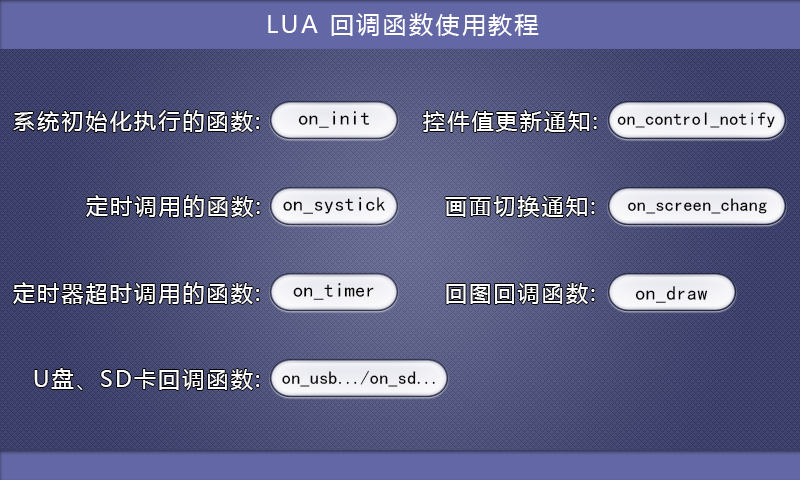 LUA 回调函数使用教程
系统初始化执行的函数: on_init
控件值更新通知: on_control_notify
定时调用的函数: on_systick
画面切换通知: on_screen_chang
定时器超时调用的函数: on_timer
回图回调函数: on_draw
U盘、SD卡回调函数: on_usb.../on_sd...